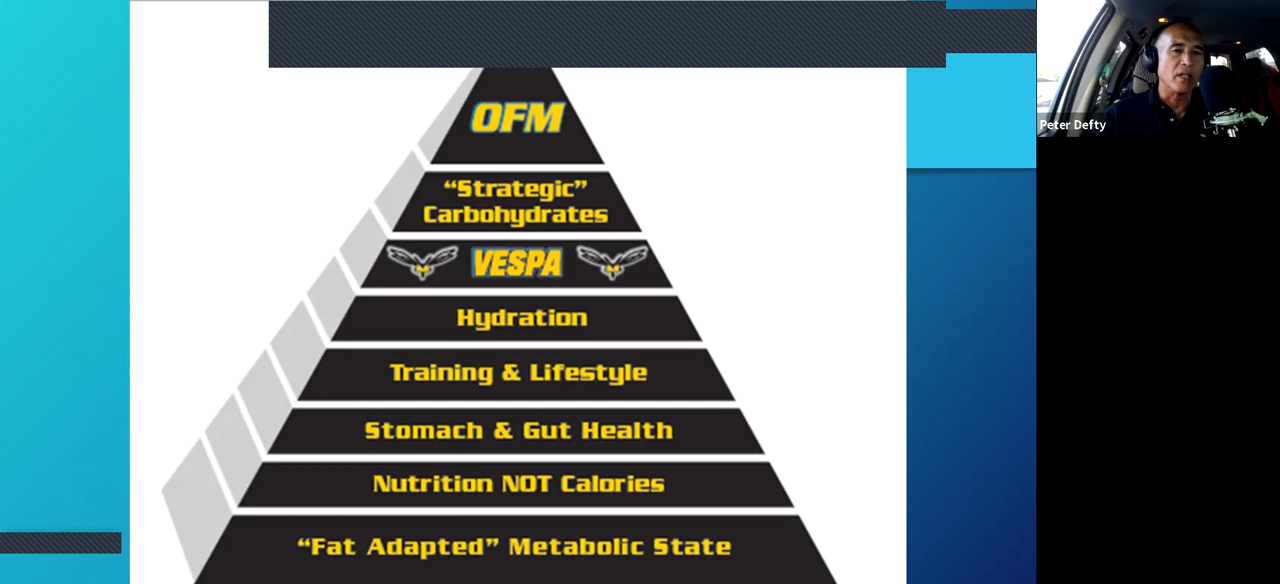 OFM
“Strategic”
Carbohydrates
VESPA
Hydration
Training & Lifestyle
Stomach & Gut Health
Nutrition NOT Calories
“Fat Adapted” Metabolic State
Peter Defty